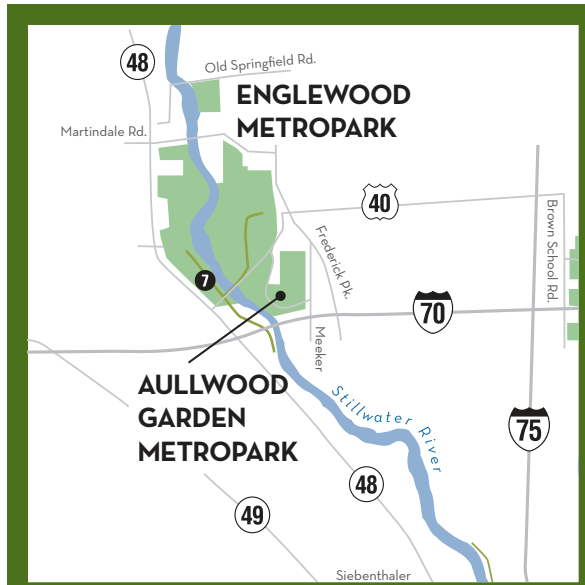 48
Old Springfield Rd.
ENGLEWOOD
METROPARK
Martindale Rd.
40
Brown School Rd.
Frederick Pk.
7
70
Meeker
AULLWOOD
GARDEN
METROPARK
Stillwater River
75
48
49
Siebenthaler